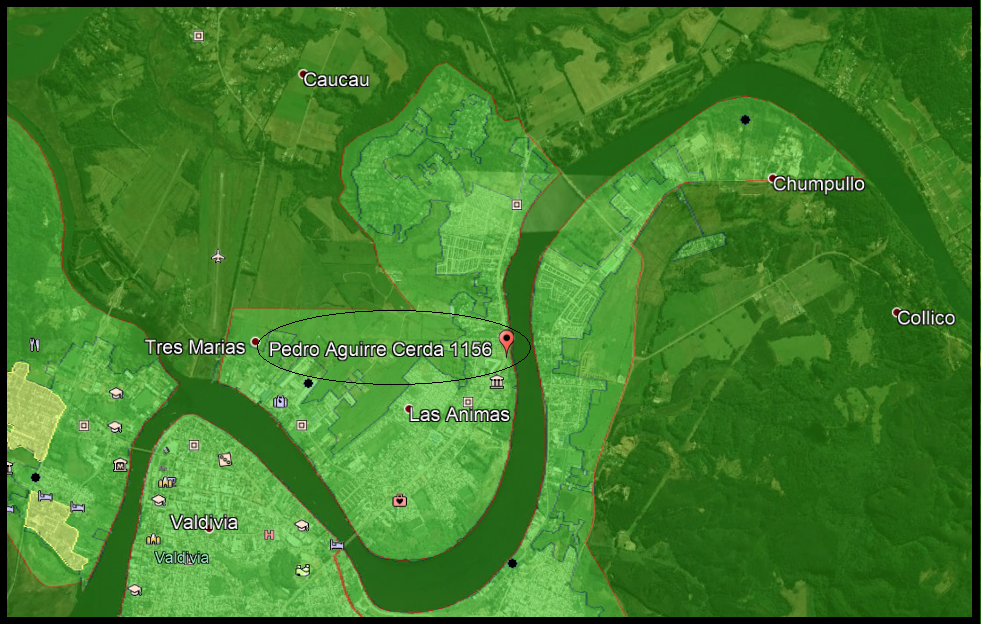 Caucau
Chumpullo
Collico
Tres Marias
Pedro Aguirre Cerda 1156
Las Animas
Valdivia
Valdivia